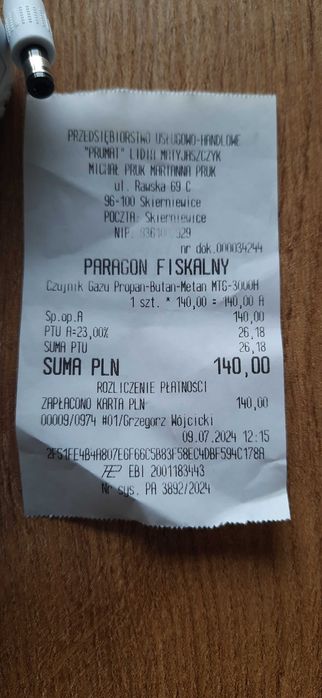 PRZEDSIĘBIORSTWO USŁUGOWO-HANDLOWE
"PRUMAT" LIDIA MATYJASZCZYK
MICHAŁ PRUK MARIANNA PRUK
ul. Rawska 69 C
96-100 Skierniewice
POCZTA: Skierniewice
NIP:
nr dok.000034244
PARAGON FISKALNY
Czujnik Gazu Propan-Butan-Metan MTG-3000H
1 szt. * 140,00 = 140,00 A
Sp.op.A 140,00
PTU A=23,00% 26,18
SUMA PTU 26,18
SUMA PLN 140,00
ROZLICZENIE PŁATNOŚCI
ZAPŁACONO KARTA PLN 140,00
00009/0974 #01/Grzegorz Wójcicki
09.07.2024 12:15
2F51FE4B4A807E6F66C5B83F58EC4DBF594C178A
EBI 2001183443
Nr sys. PA 3892/2024